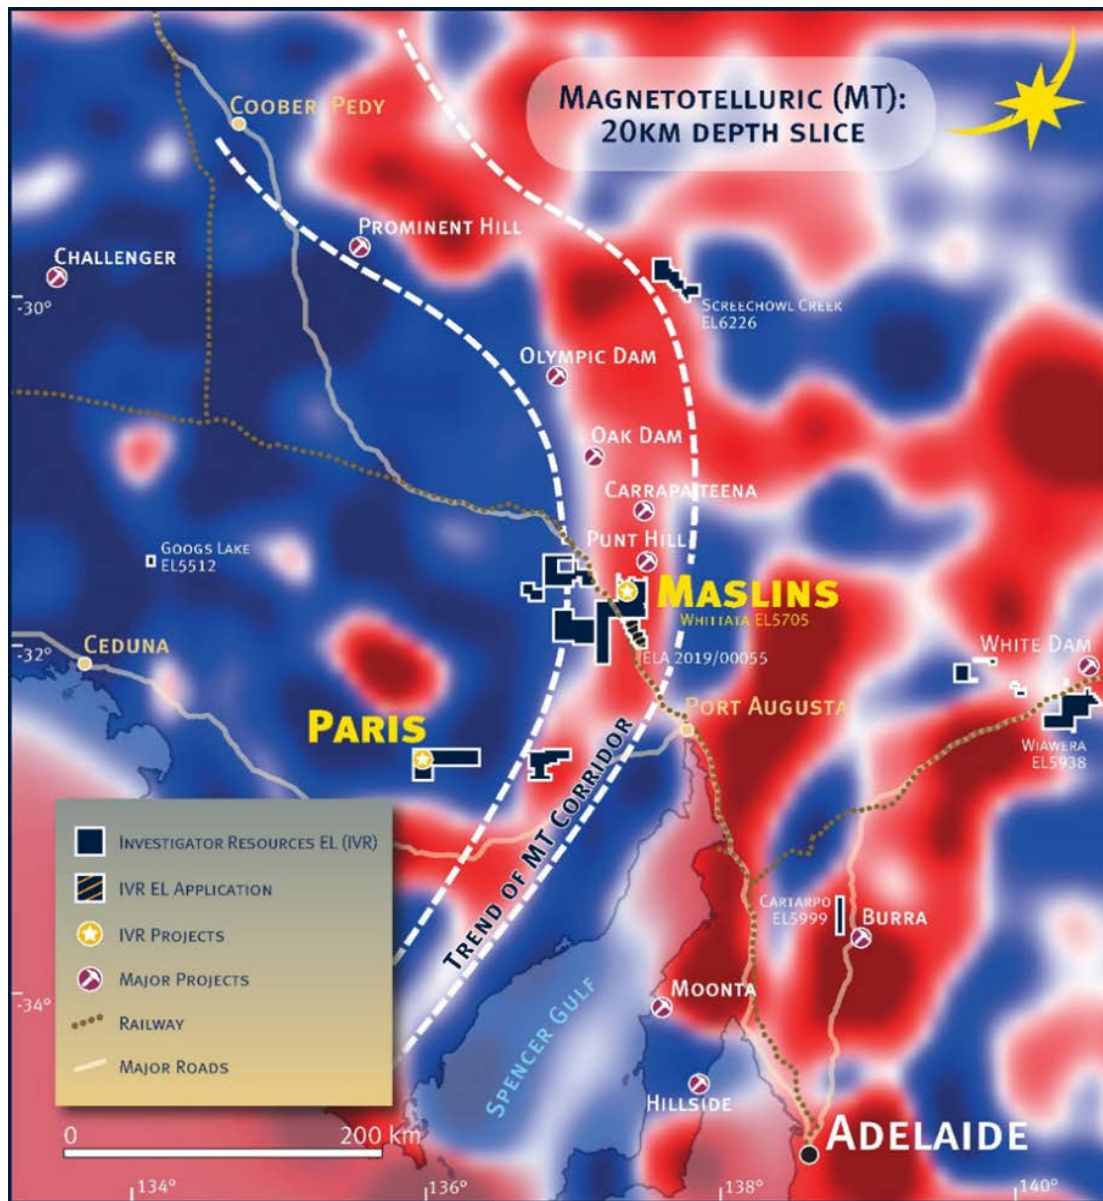 MAGNETOTELLURIC (MT):
20KM DEPTH SLICE
COOBER PEDY
PROMINENT HILL
CHALLENGER
-30°
SCREECHOWL CREEK
EL6226
OLYMPIC DAM
OAK DAM
CARRAPATEENA
PUNT HILL
GOOGS LAKE
EL5512
MASLINS
WHITTATA EL5705
CEDUNA
-32°
ELA 2019/00055
WHITE DAM
PARIS
PORT AUGUSTA
WIAWERA
EL5938
TREND OF MT CORRIDOR
INVESTIGATOR RESOURCES EL (IVR)
IVR EL APPLICATION
IVR PROJECTS
MAJOR PROJECTS
RAILWAY
MAJOR ROADS
CARTARPO
EL5999
BURRA
-34°
MOONTA
SPENCER GULF
HILLSIDE
ADELAIDE
0 200 km
134° 136° 138° 140°